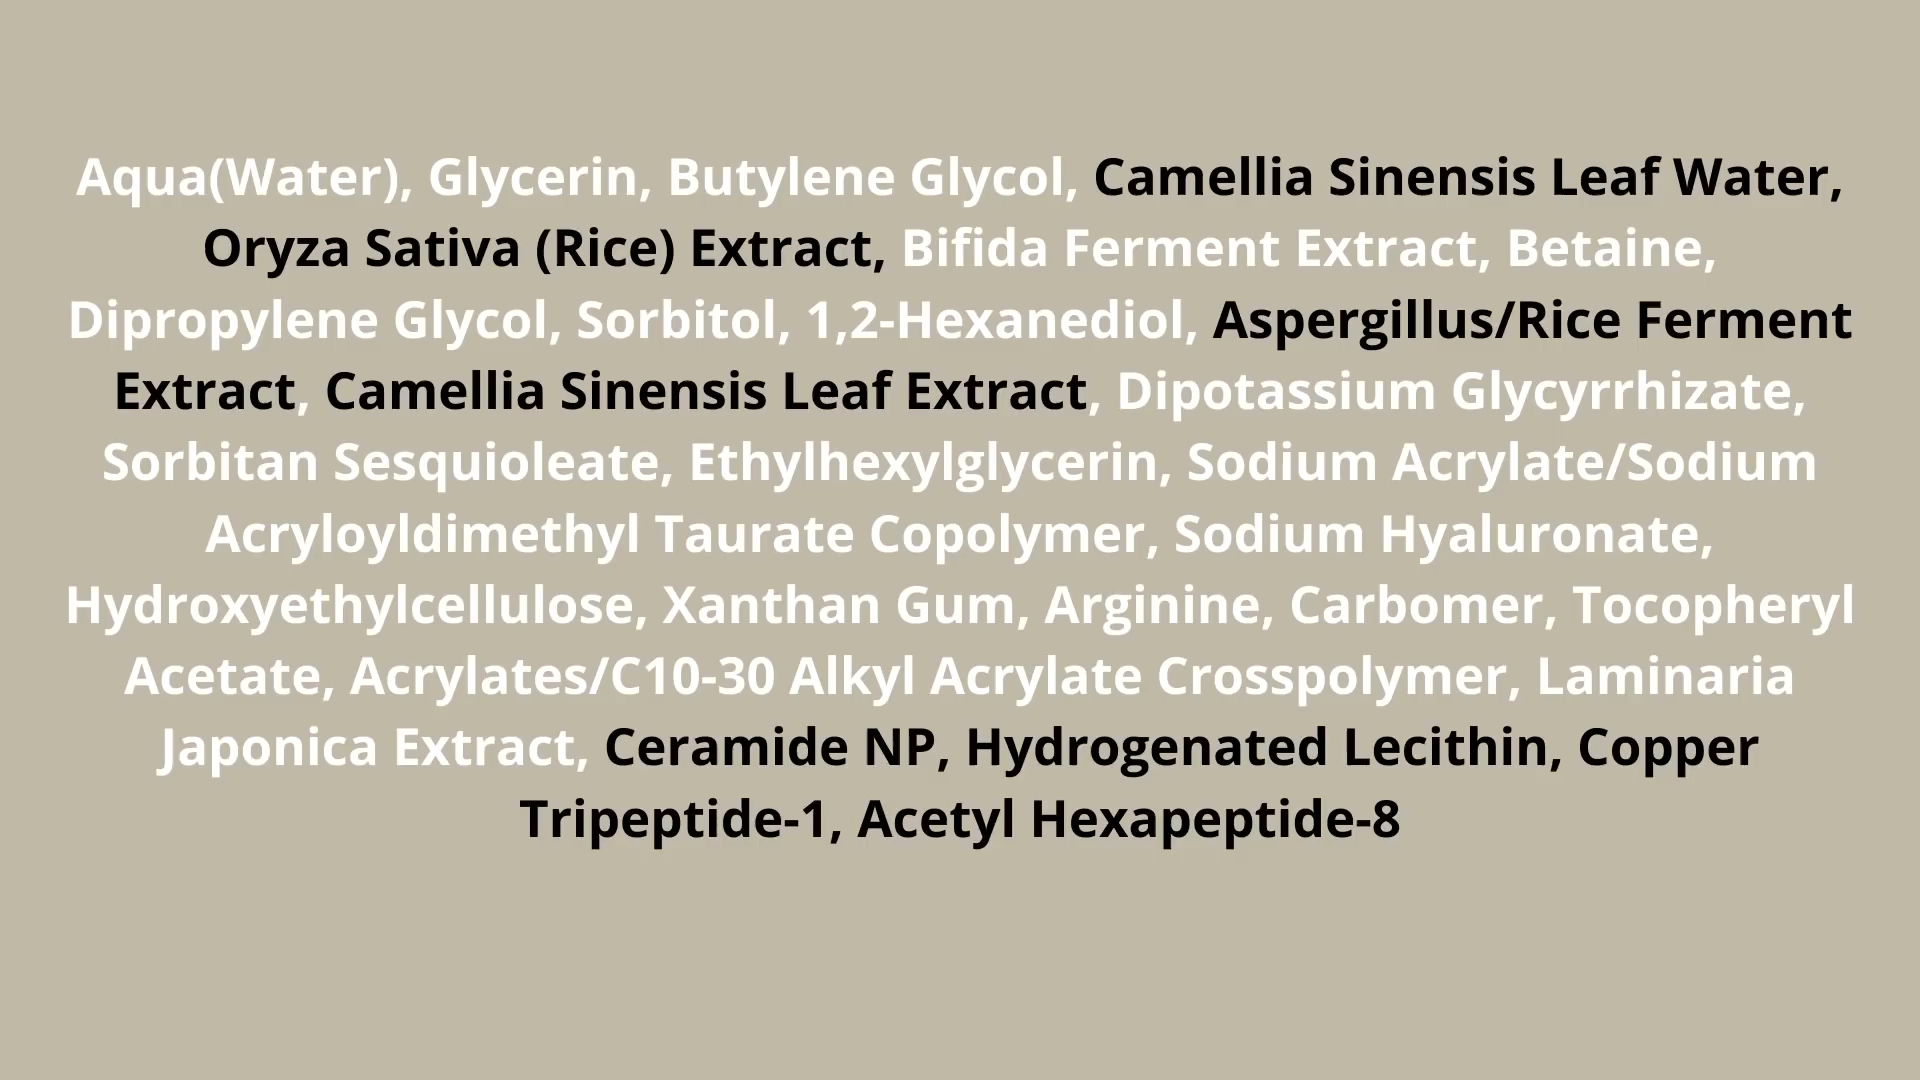 Aqua(Water), Glycerin, Butylene Glycol, Camellia Sinensis Leaf Water,
Oryza Sativa (Rice) Extract, Bifida Ferment Extract, Betaine,
Dipropylene Glycol, Sorbitol, 1,2-Hexanediol, Aspergillus/Rice Ferment
Extract, Camellia Sinensis Leaf Extract, Dipotassium Glycyrrhizate,
Sorbitan Sesquioleate, Ethylhexylglycerin, Sodium Acrylate/Sodium
Acryloyldimethyl Taurate Copolymer, Sodium Hyaluronate,
Hydroxyethylcellulose, Xanthan Gum, Arginine, Carbomer, Tocopheryl
Acetate, Acrylates/C10-30 Alkyl Acrylate Crosspolymer, Laminaria
Japonica Extract, Ceramide NP, Hydrogenated Lecithin, Copper
Tripeptide-1, Acetyl Hexapeptide-8